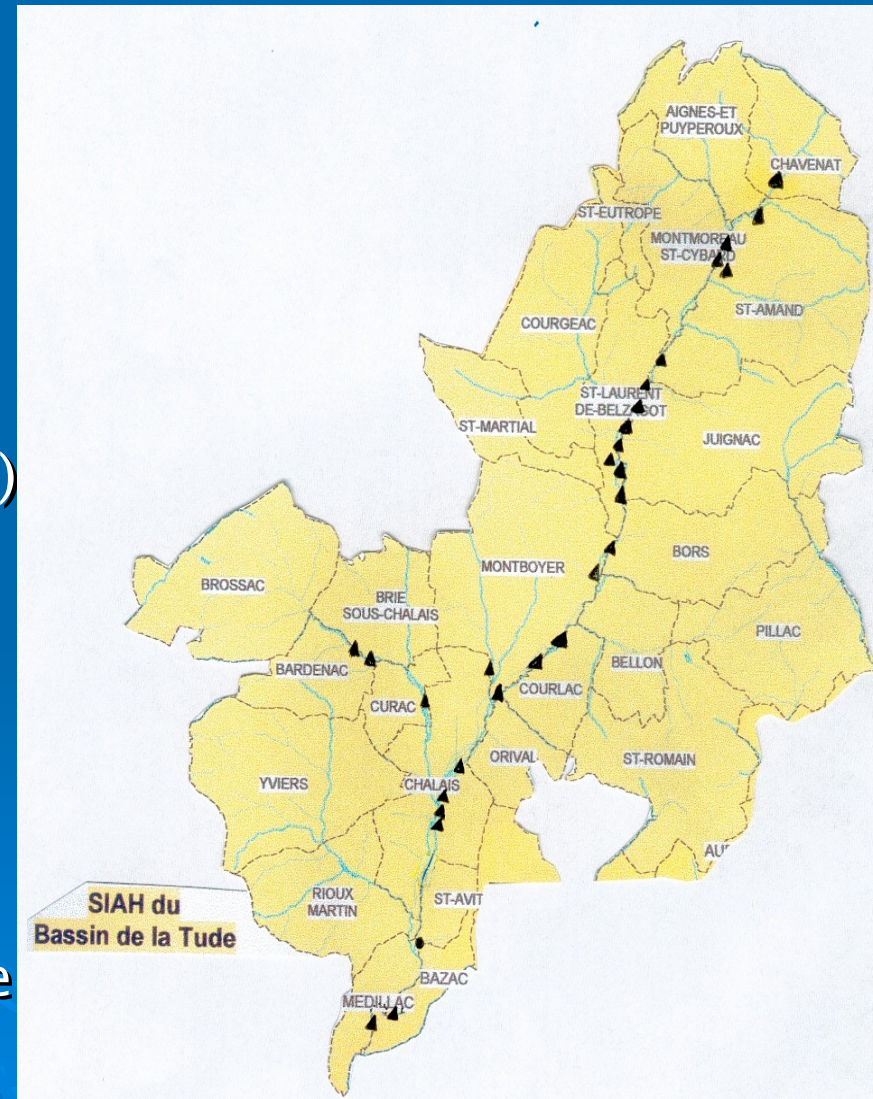 AIGNES-ET
PUYPEROUX
CHAVENAT
ST-EUTROPE
MONTMOREAU
ST-CYBARD
ST-AMAND
COURGEAC
ST-LAURENT
DE-BELZAGOT
ST-MARTIAL
JUIGNAC
)
BORS
MONTBOYER
BROSSAC
BRIE
SOUS-CHALAIS
PILLAC
BARDENAC
BELLON
CURAC
COURLAC
ORIVAL
ST-ROMAIN
YVIERS
CHALAIS
AU
RIOUX
MARTIN
ST-AVIT
SIAH du
Bassin de la Tude
e
BAZAC
MEDILLAC